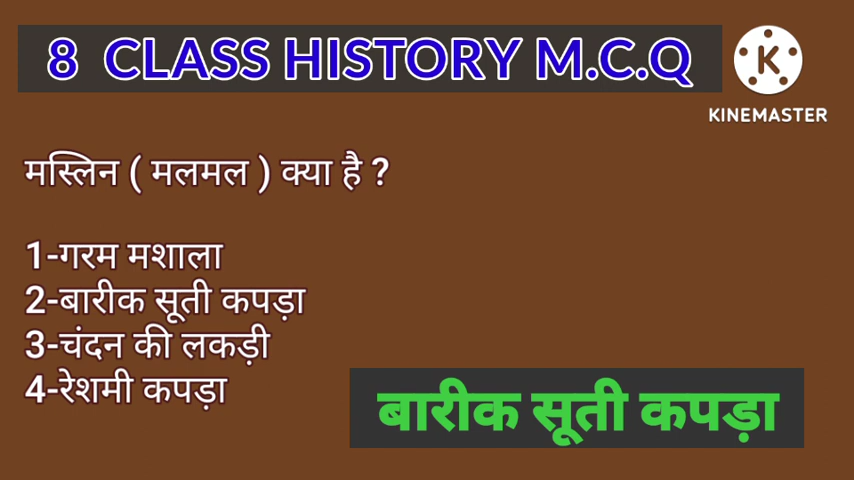 8 CLASS HISTORY M.C.Q
KINEMASTER
मस्लिन ( मलमल ) क्या है ?
1-गरम मशाला
2-बारीक सूती कपड़ा
3-चंदन की लकड़ी
4-रेशमी कपड़ा
बारीक सूती कपड़ा